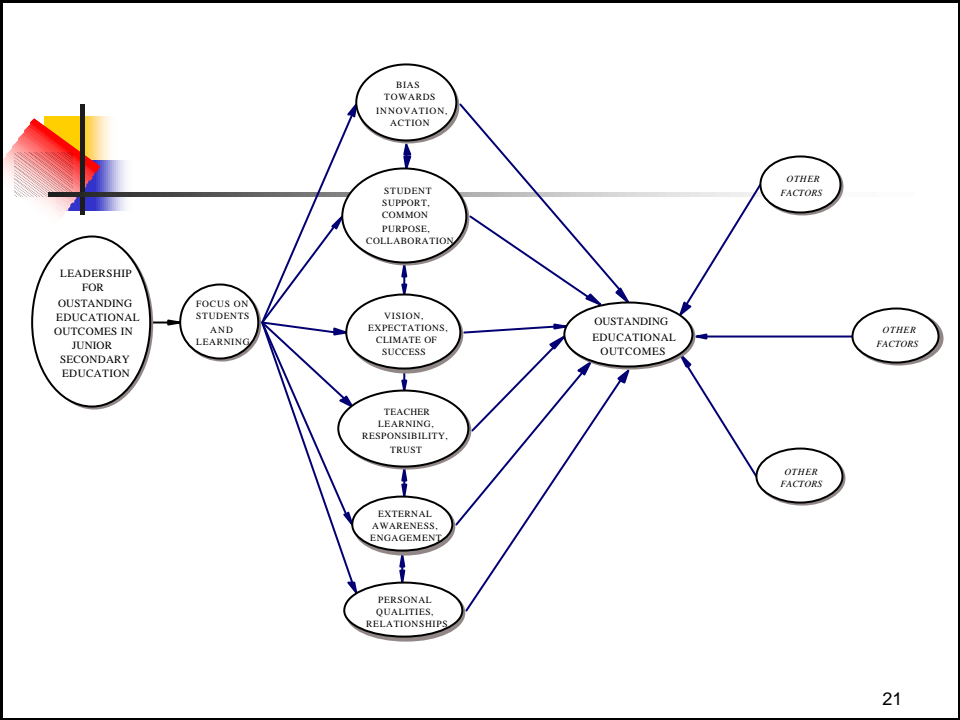 LEADERSHIP
FOR
OUSTANDING
EDUCATIONAL
OUTCOMES IN
JUNIOR
SECONDARY
EDUCATION
FOCUS ON
STUDENTS
AND
LEARNING
BIAS
TOWARDS
INNOVATION,
ACTION
STUDENT
SUPPORT,
COMMON
PURPOSE,
COLLABORATION
VISION,
EXPECTATIONS,
CLIMATE OF
SUCCESS
TEACHER
LEARNING,
RESPONSIBILITY,
TRUST
EXTERNAL
AWARENESS,
ENGAGEMENT
PERSONAL
QUALITIES,
RELATIONSHIPS
OUSTANDING
EDUCATIONAL
OUTCOMES
OTHER
FACTORS
OTHER
FACTORS
OTHER
FACTORS
21